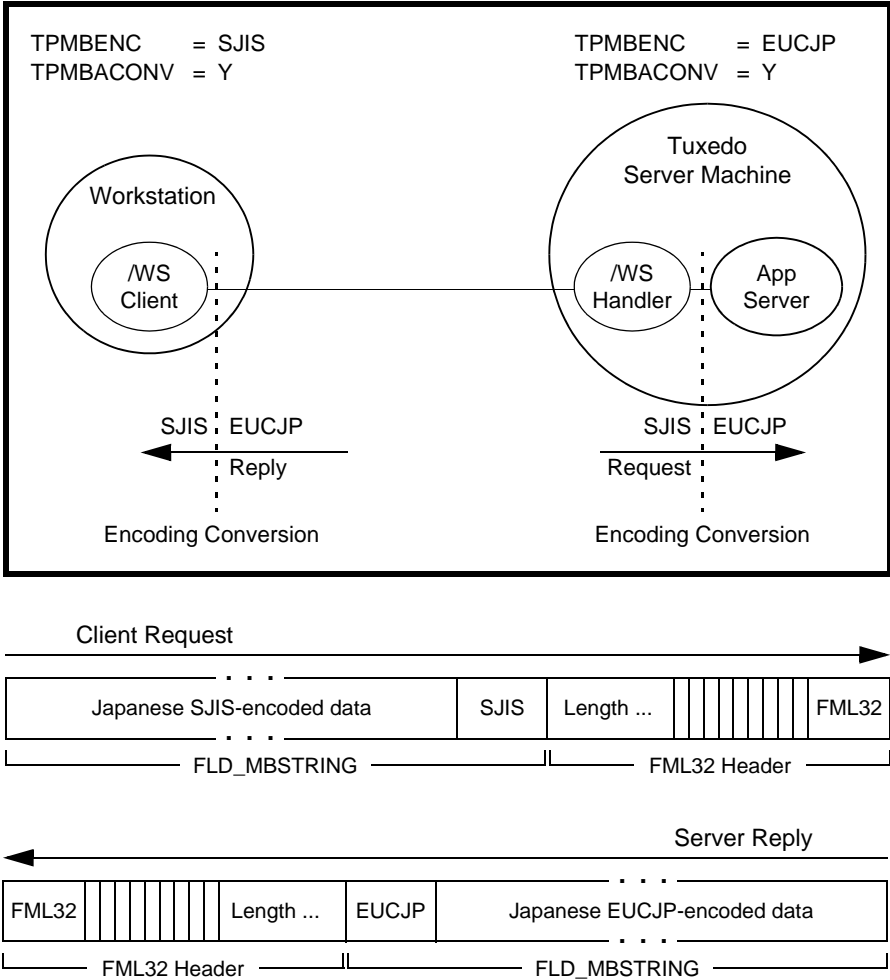 TPMBENC = SJIS
TPMBACONV = Y
TPMBENC = EUCJP
TPMBACONV = Y
Workstation
/WS
Client
Tuxedo
Server Machine
/WS
Handler
App
Server
SJIS EUCJP
Reply
Encoding Conversion
SJIS EUCJP
Request
Encoding Conversion
Client Request
Japanese SJIS-encoded data SJIS Length ... FML32
FLD_MBSTRING FML32 Header
Server Reply
FML32 Length ... EUCJP Japanese EUCJP-encoded data
FML32 Header FLD_MBSTRING